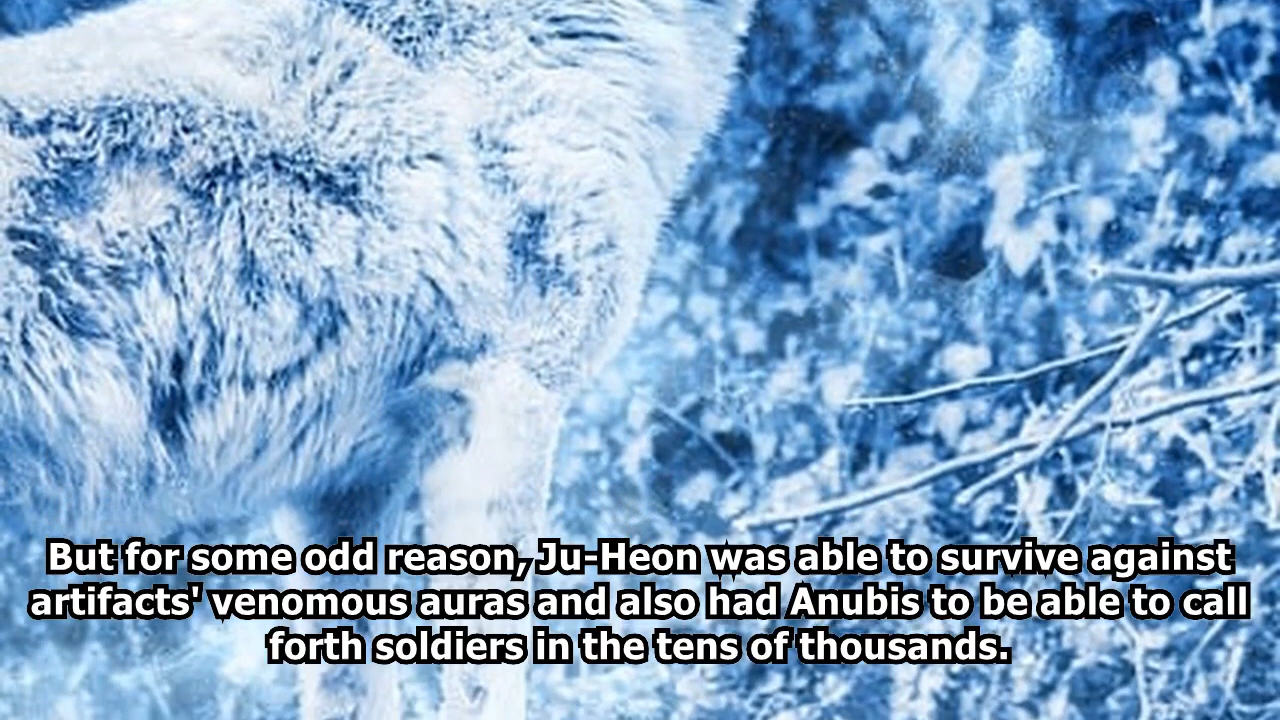 But for some odd reason, Ju-Heon was able to survive against
artifacts' venomous auras and also had Anubis to be able to call
forth soldiers in the tens of thousands.